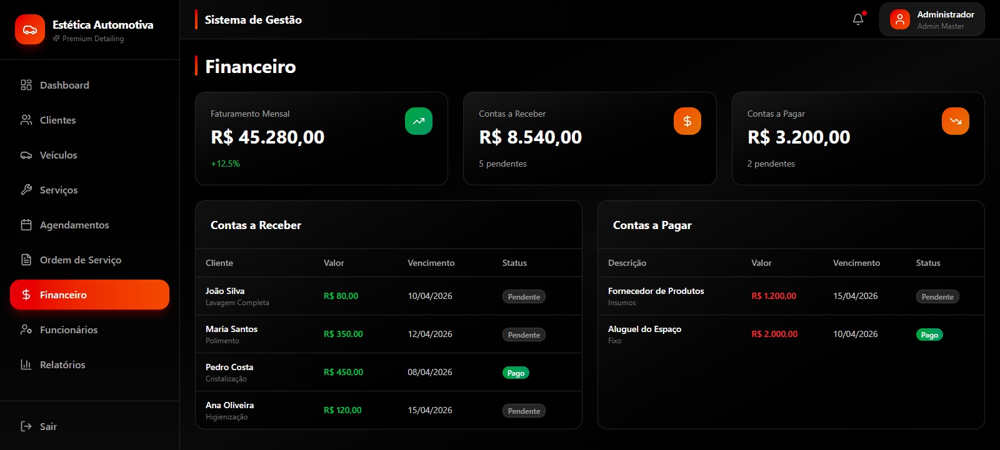 Estética Automotiva
Premium Detailing
Dashboard
Clientes
Veículos
Serviços
Agendamentos
Ordem de Serviço
Financeiro
Funcionários
Relatórios
Sair
Sistema de Gestão
Administrador
Admin Master
Financeiro
Faturamento Mensal
R$ 45.280,00
+12.5%
Contas a Receber
R$ 8.540,00
5 pendentes
Contas a Pagar
R$ 3.200,00
2 pendentes
Contas a Receber
Cliente Valor Vencimento Status
João Silva
Lavagem Completa
R$ 80,00 10/04/2026 Pendente
Maria Santos
Polimento
R$ 350,00 12/04/2026 Pendente
Pedro Costa
Cristalização
R$ 450,00 08/04/2026 Pago
Ana Oliveira
Higienização
R$ 120,00 15/04/2026 Pendente
Contas a Pagar
Descrição Valor Vencimento Status
Fornecedor de Produtos
Insumos
R$ 1.200,00 15/04/2026 Pendente
Aluguel do Espaço
Fixo
R$ 2.000,00 10/04/2026 Pago